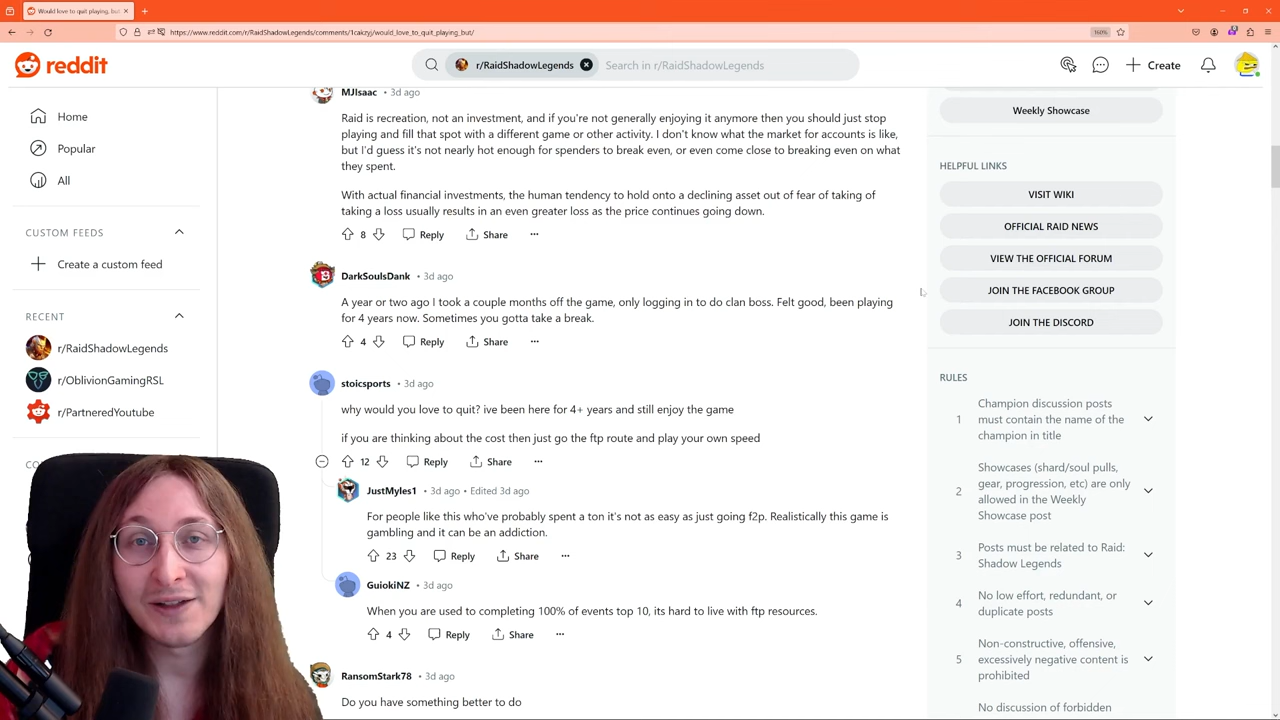 Would love to quit playing, but
https://www.reddit.com/r/RaidShadowLegends/comments/1cakzyj/would_love_to_quit_playing_but/
160%
reddit
r/RaidShadowLegends
Search in r/RaidShadowLegends
Create
Home
Popular
All
CUSTOM FEEDS
Create a custom feed
RECENT
r/RaidShadowLegends
r/OblivionGamingRSL
r/PartneredYoutube
MJIsaac • 3d ago
Raid is recreation, not an investment, and if you're not generally enjoying it anymore then you should just stop
playing and fill that spot with a different game or other activity. I don't know what the market for accounts is like,
but I'd guess it's not nearly hot enough for spenders to break even, or even come close to breaking even on what
they spent.
With actual financial investments, the human tendency to hold onto a declining asset out of fear of taking of
taking a loss usually results in an even greater loss as the price continues going down.
8 Reply Share ...
DarkSoulsDank • 3d ago
A year or two ago I took a couple months off the game, only logging in to do clan boss. Felt good, been playing
for 4 years now. Sometimes you gotta take a break.
4 Reply Share ...
stoicsports • 3d ago
why would you love to quit? ive been here for 4+ years and still enjoy the game
if you are thinking about the cost then just go the ftp route and play your own speed
12 Reply Share ...
JustMyles1 • 3d ago • Edited 3d ago
For people like this who've probably spent a ton it's not as easy as just going f2p. Realistically this game is
gambling and it can be an addiction.
23 Reply Share ...
GuiokiNZ • 3d ago
When you are used to completing 100% of events top 10, its hard to live with ftp resources.
4 Reply Share ...
RansomStark78 • 3d ago
Do you have something better to do
Weekly Showcase
HELPFUL LINKS
VISIT WIKI
OFFICIAL RAID NEWS
VIEW THE OFFICIAL FORUM
JOIN THE FACEBOOK GROUP
JOIN THE DISCORD
RULES
1 Champion discussion posts
must contain the name of the
champion in title
2 Showcases (shard/soul pulls,
gear, progression, etc) are only
allowed in the Weekly
Showcase post
3 Posts must be related to Raid:
Shadow Legends
4 No low effort, redundant, or
duplicate posts
5 Non-constructive, offensive,
excessively negative content is
prohibited
No discussion of forbidden